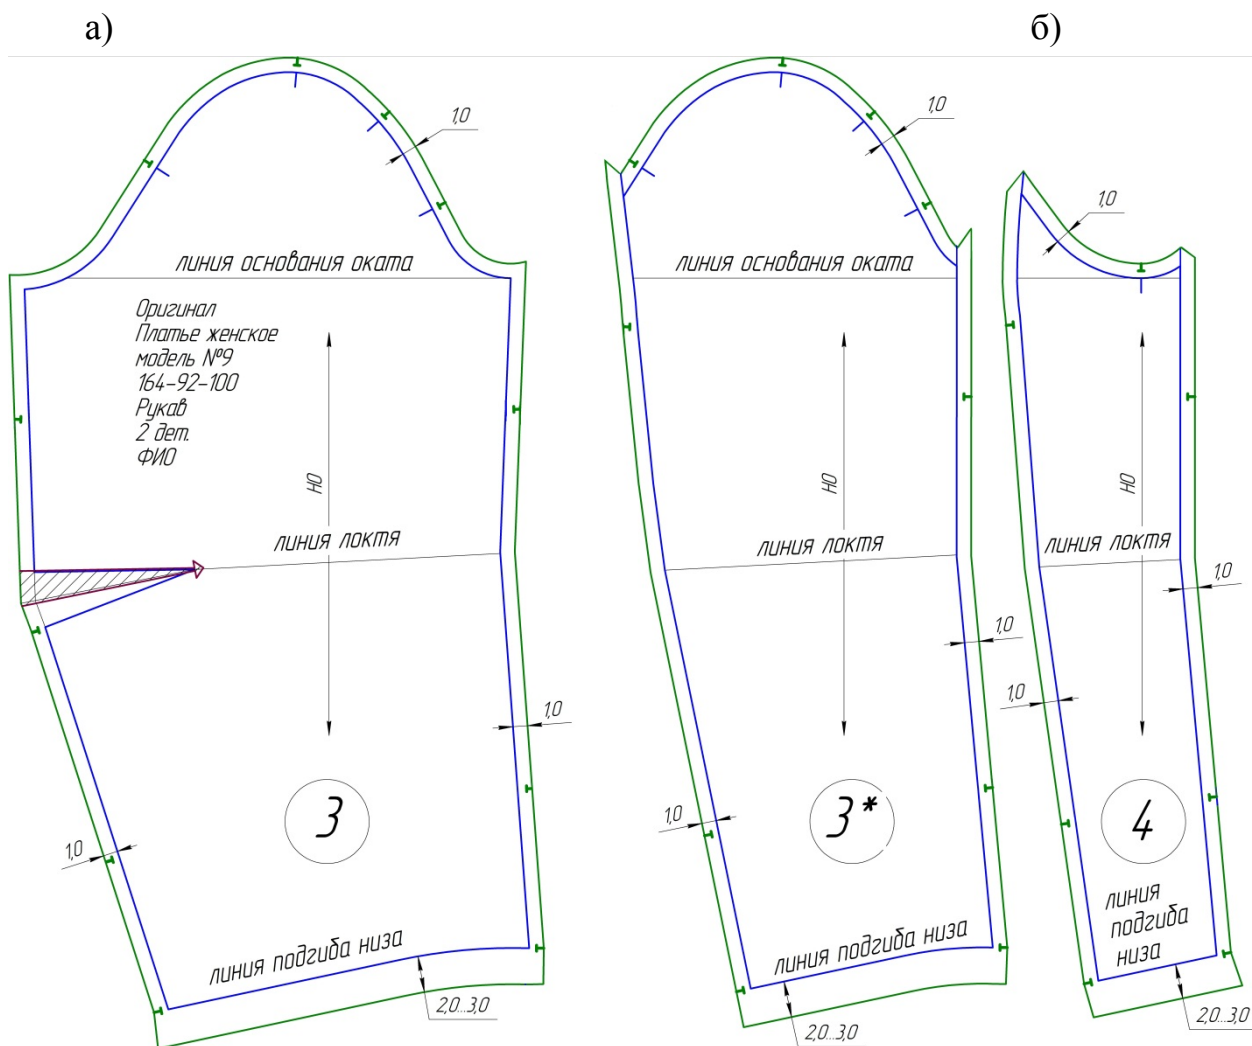 а)
б)
1,0
1,0
1,0
линия основания оката
линия основания оката
Оригинал
Платье женское
модель №9
164-92-100
Рукав
2 дет.
ФИО
НО
НО
НО
линия локтя
линия локтя
линия локтя
1,0
1,0
1,0
1,0
1,0
1,0
3
3*
4
линия подгиба низа
линия подгиба низа
линия
подгиба
низа
2,0...3,0
2,0...3,0
2,0...3,0